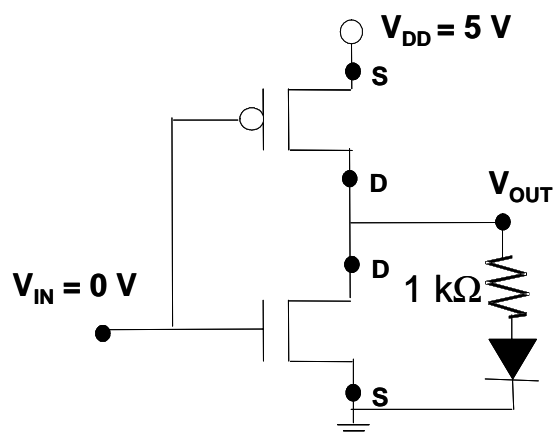 V_DD = 5 V
S
D
V_OUT
D
V_IN = 0 V
1 kΩ
S